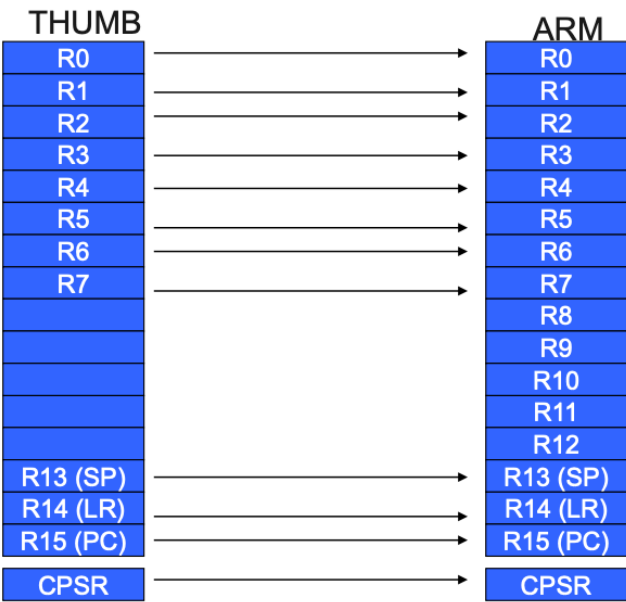 THUMB
R0
R1
R2
R3
R4
R5
R6
R7
R13 (SP)
R14 (LR)
R15 (PC)
CPSR
ARM
R0
R1
R2
R3
R4
R5
R6
R7
R8
R9
R10
R11
R12
R13 (SP)
R14 (LR)
R15 (PC)
CPSR